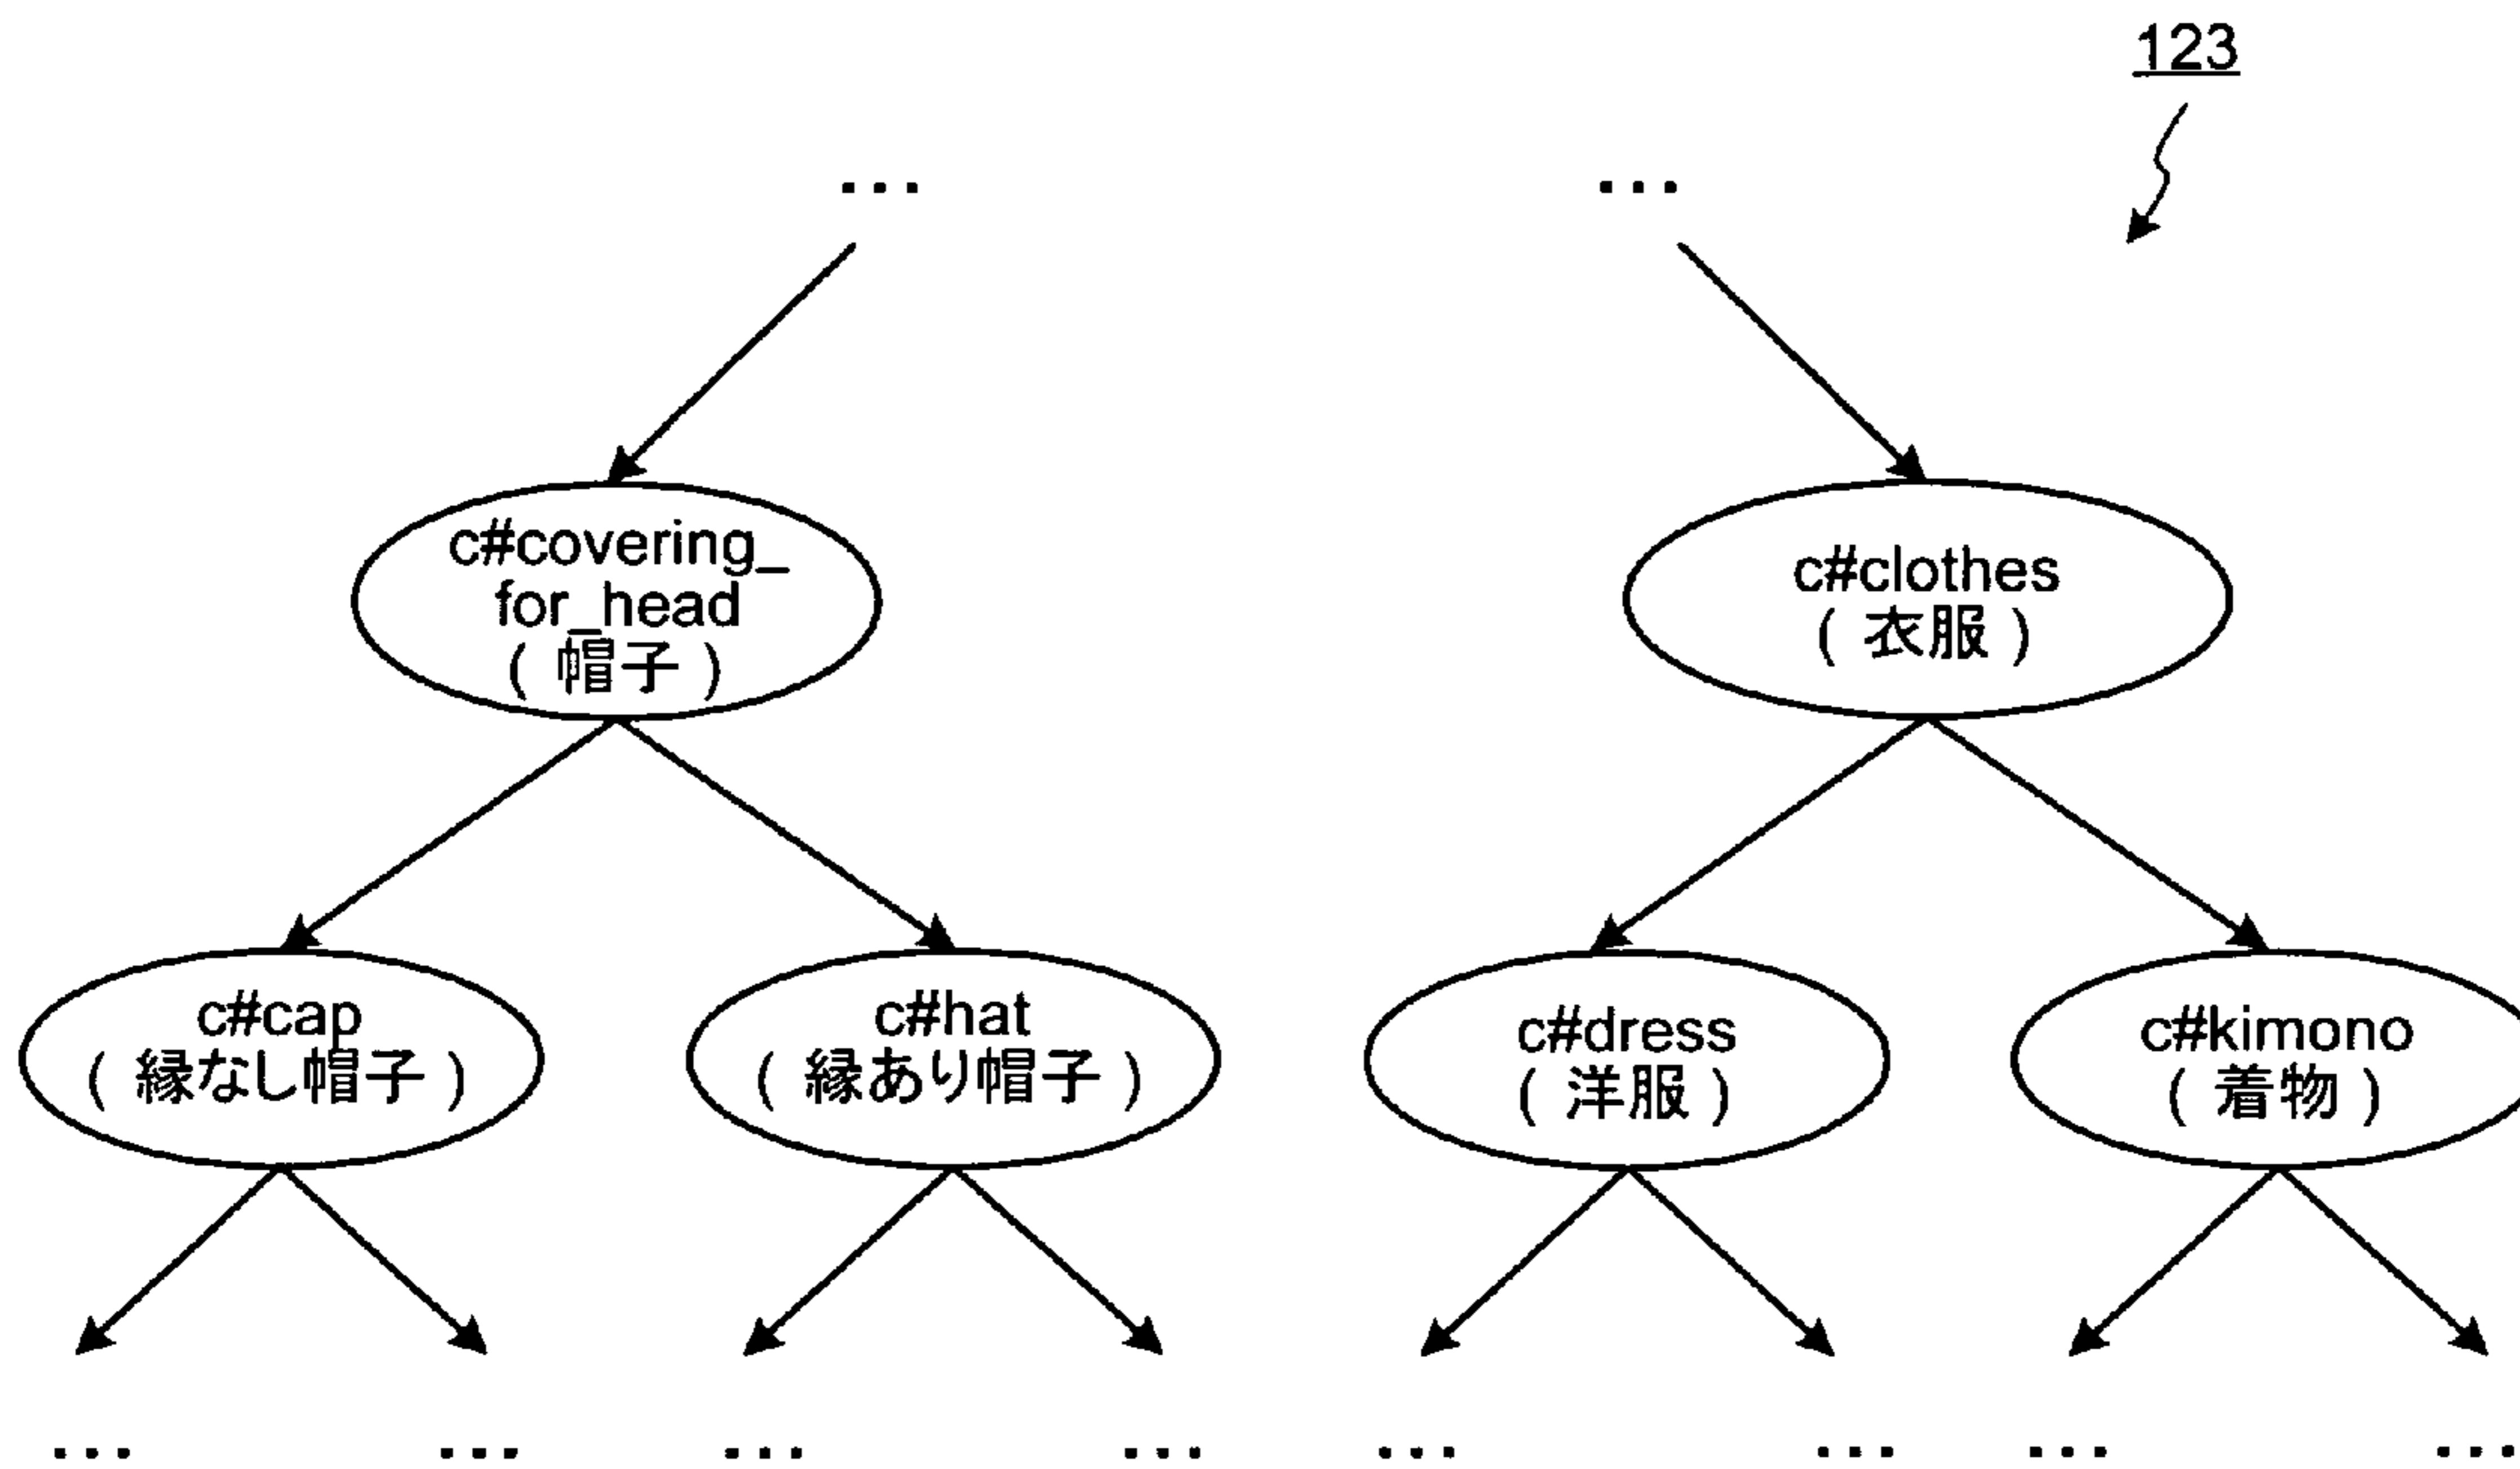 123
... ...
c#covering_
for_head
( 帽子 )
c#clothes
( 衣服 )
c#cap
( 縁なし帽子 )
c#hat
( 縁あり帽子 )
c#dress
( 洋服 )
c#kimono
( 着物 )
... ... ... ... ... ... ... ...